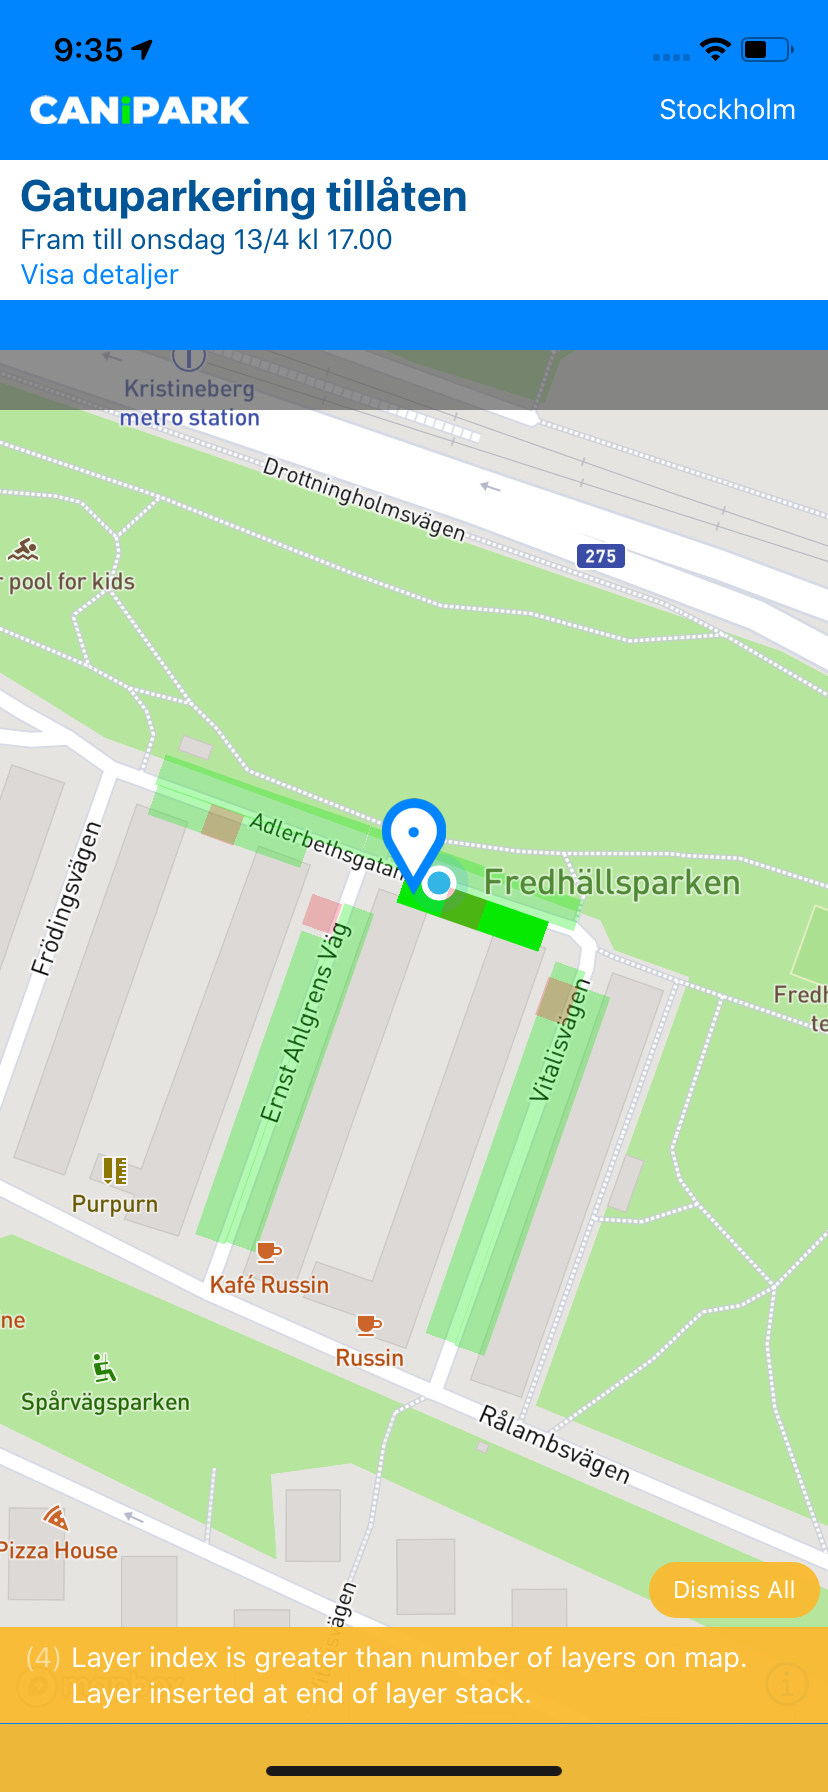 9:35
CANiPARK
Stockholm
Gatuparkering tillåten
Fram till onsdag 13/4 kl 17.00
Visa detaljer
Kristineberg
metro station
Drottningholmsvägen
275
pool for kids
Adlerbethsgatan
Fredhällsparken
Frödingsvägen
Ernst Ahlgrens Väg
Vitalisvägen
Purpurn
Kafé Russin
Russin
Spårvägsparken
Rålambsvägen
Pizza House
Dismiss All
(4) Layer index is greater than number of layers on map.
Layer inserted at end of layer stack.